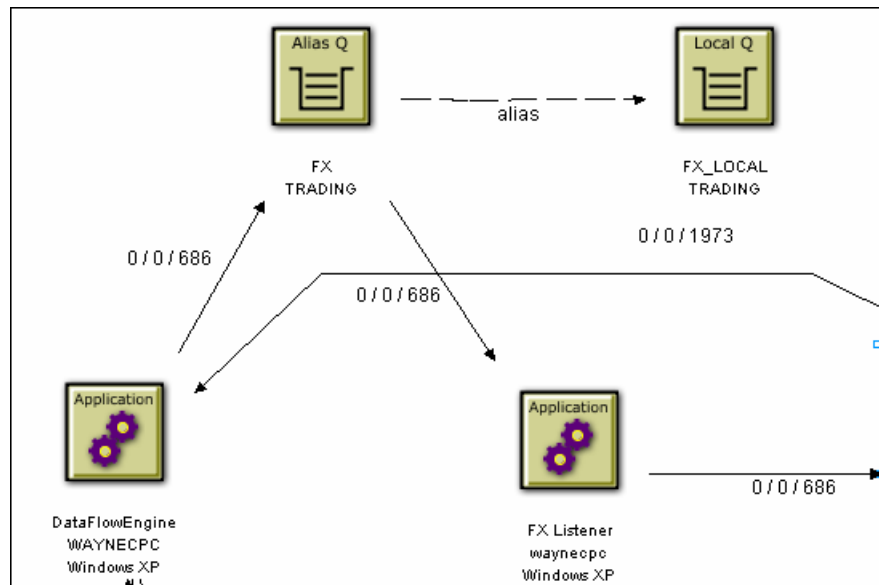 Alias Q
Local Q
alias
FX
TRADING
FX_LOCAL
TRADING
0/0/1973
0/0/686
0/0/686
Application
Application
0/0/686
DataFlowEngine
WAYNECPC
Windows XP
FX Listener
waynecpc
Windows XP